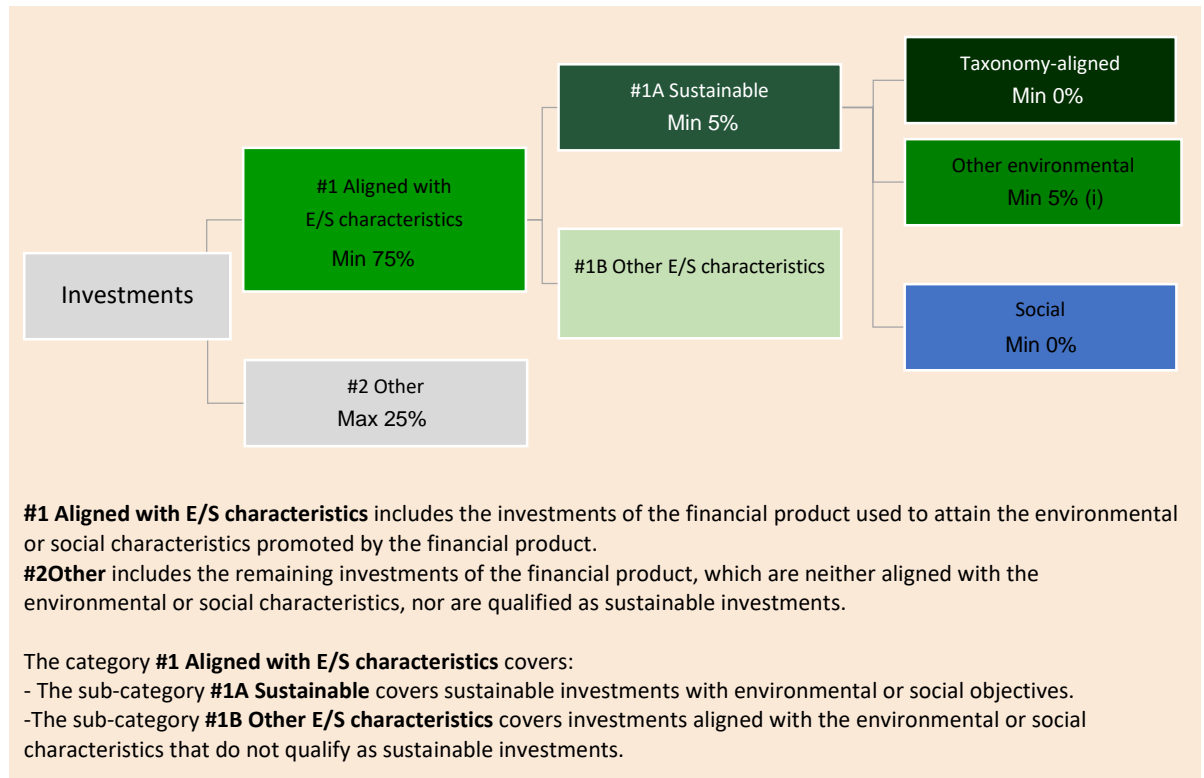 Investments
#1 Aligned with
E/S characteristics
Min 75%
#2 Other
Max 25%
#1A Sustainable
Min 5%
#1B Other E/S characteristics
Taxonomy-aligned
Min 0%
Other environmental
Min 5% (i)
Social
Min 0%
#1 Aligned with E/S characteristics includes the investments of the financial product used to attain the environmental
or social characteristics promoted by the financial product.
#2Other includes the remaining investments of the financial product, which are neither aligned with the
environmental or social characteristics, nor are qualified as sustainable investments.
The category #1 Aligned with E/S characteristics covers:
- The sub-category #1A Sustainable covers sustainable investments with environmental or social objectives.
-The sub-category #1B Other E/S characteristics covers investments aligned with the environmental or social
characteristics that do not qualify as sustainable investments.